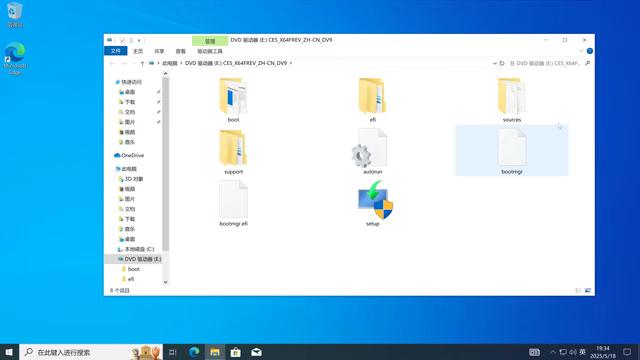 回收站
Microsoft
Edge
管理
DVD 驱动器 (E:) CES_X64FREV_ZH-CN_DV9
文件
主页
共享
查看
驱动器工具
此电脑
DVD 驱动器 (E:) CES_X64FREV_ZH-CN_DV9
在 DVD 驱动器 (E:) CES_X64F...
快速访问
桌面
下载
文档
图片
视频
音乐
OneDrive
此电脑
3D 对象
视频
图片
文档
下载
音乐
桌面
本地磁盘 (C:)
DVD 驱动器 (E:)
boot
efi
boot
efi
sources
support
autorun
bootmgr
bootmgr.efi
setup
8 个项目
在此键入进行搜索
英
19:34
2025/5/18